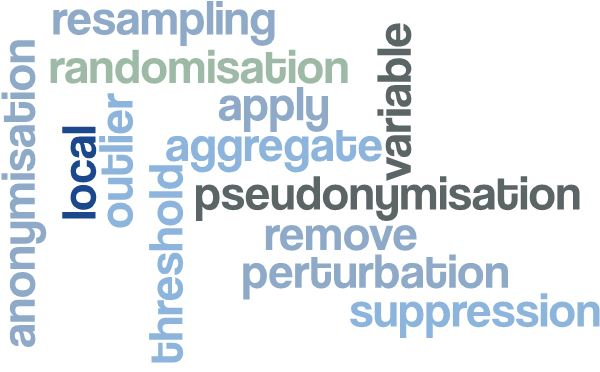 resampling
randomisation
variable
anonymisation
apply
local
outlier
aggregate
threshold
pseudonymisation
remove
perturbation
suppression